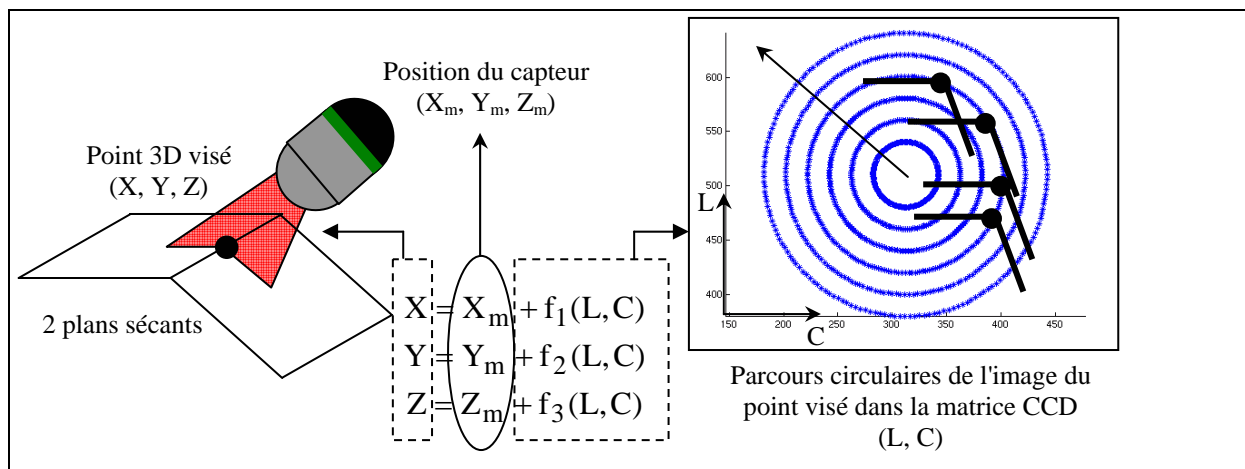 Position du capteur
(Xm, Ym, Zm)
Point 3D visé
(X, Y, Z)
2 plans sécants
X = Xm + f1(L, C)
Y = Ym + f2(L, C)
Z = Zm + f3(L, C)
600
550
500
L
450
400
150 200 250 300 350 400 450
C
Parcours circulaires de l'image du
point visé dans la matrice CCD
(L, C)